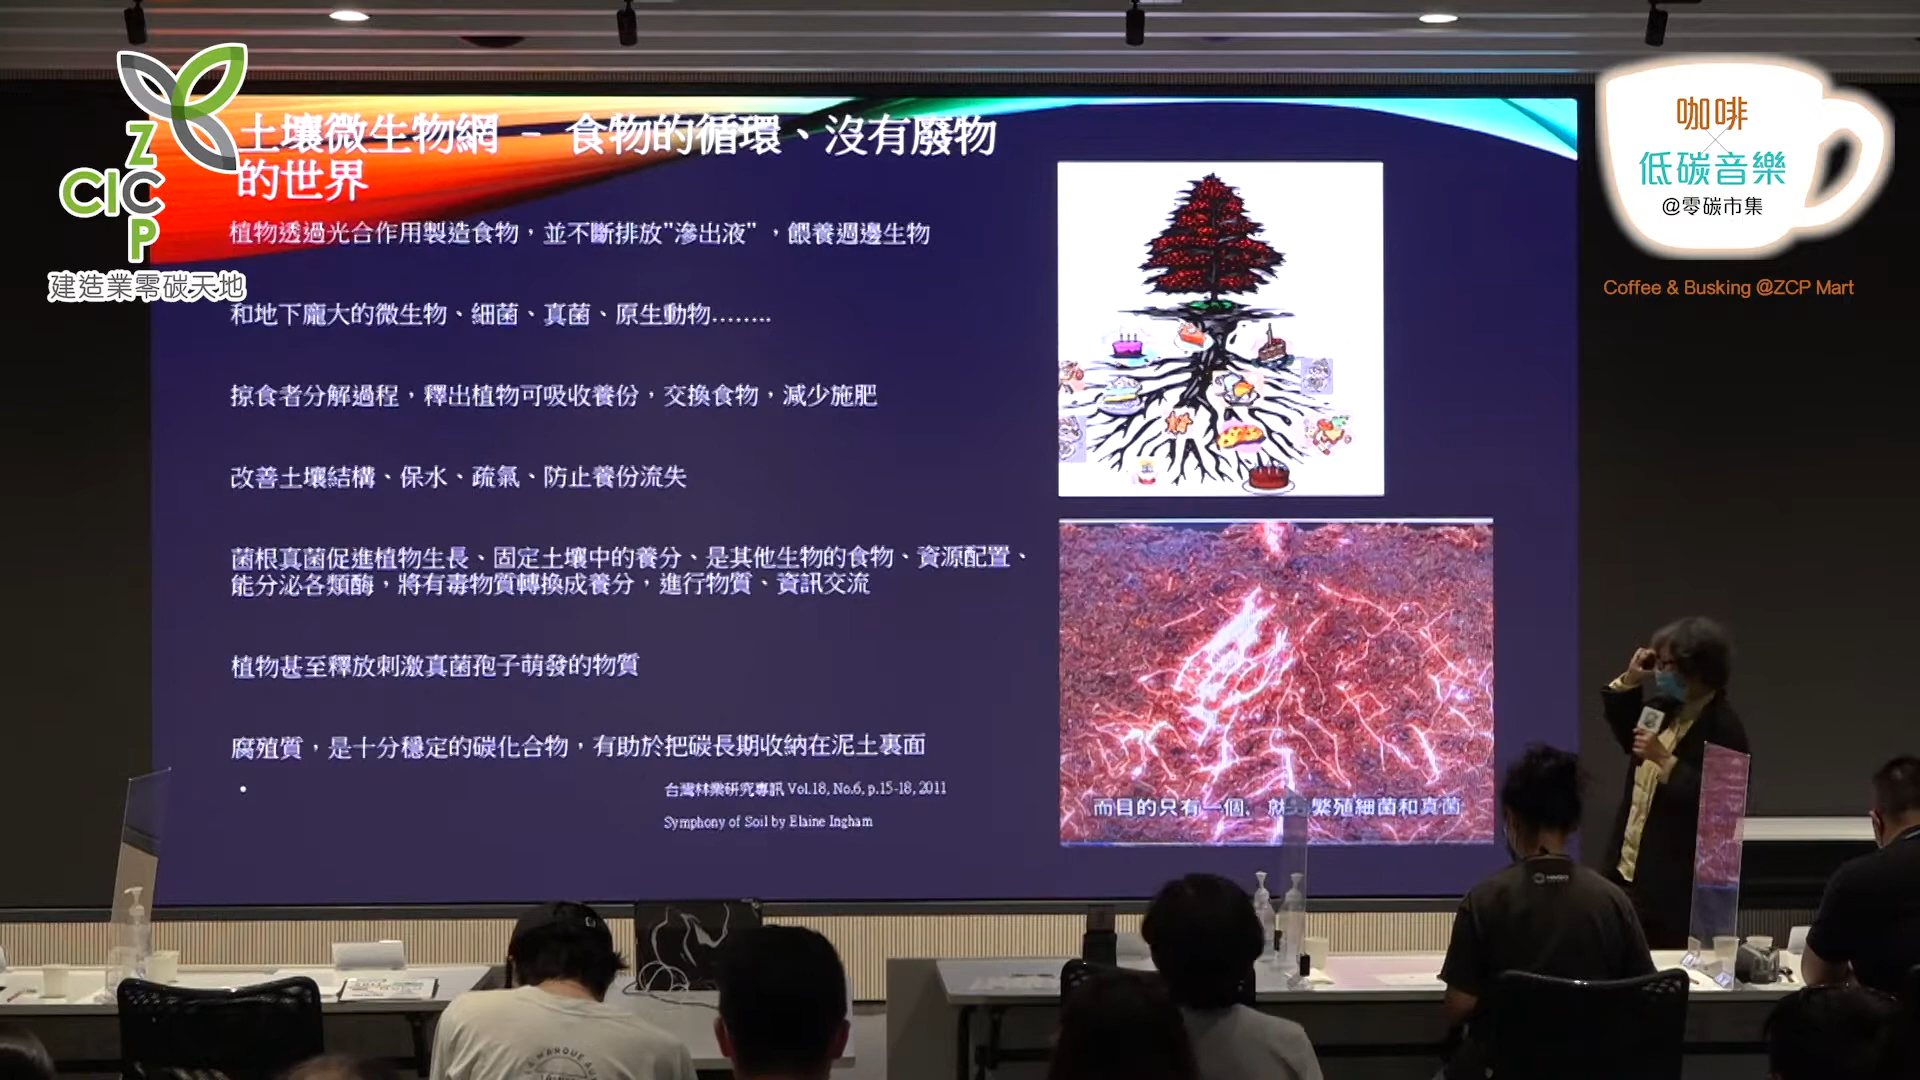 土壤微生物網 – 食物的循環、沒有廢物
的世界
植物透過光合作用製造食物，並不斷排放"滲出液"，餵養週邊生物
和地下龐大的微生物、細菌、真菌、原生動物........
掠食者分解過程，釋出植物可吸收養份，交換食物，減少施肥
改善土壤結構、保水、疏氣、防止養份流失
菌根真菌促進植物生長、固定土壤中的養分、是其他生物的食物、資源配置、
能分泌各類酶，將有毒物質轉換成養分，進行物質、資訊交流
植物甚至釋放刺激真菌孢子萌發的物質
腐殖質，是十分穩定的碳化合物，有助於把碳長期收納在泥土裏面
台灣林業研究專訊 Vol.18, No.6, p.15-18, 2011
Symphony of Soil by Elaine Ingham
而目的只有一個，就是繁殖細菌和真菌
Z
CIC
P
建造業零碳天地
咖啡
×
低碳音樂
@零碳市集
Coffee & Busking @ZCP Mart